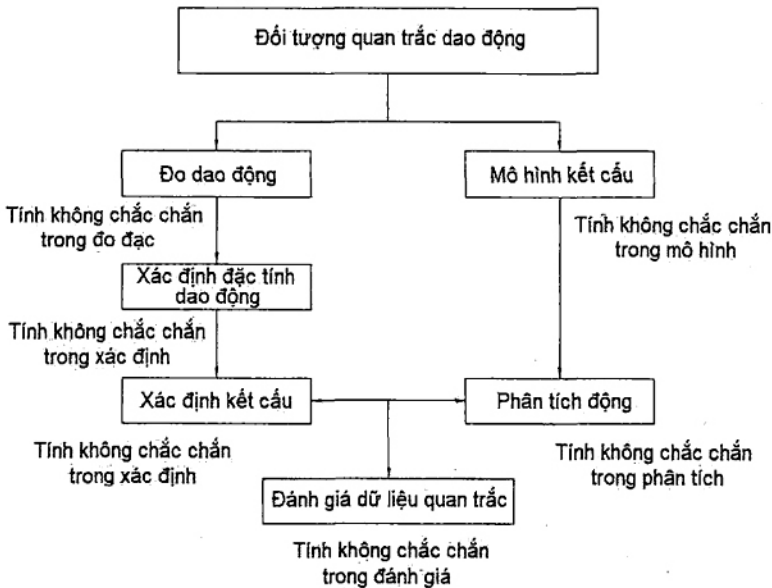 Đối tượng quan trắc dao động
Đo dao động
Mô hình kết cấu
Tính không chắc chắn
trong đo đạc
Tính không chắc chắn
trong mô hình
Xác định đặc tính
dao động
Tính không chắc chắn
trong xác định
Xác định kết cấu
Phân tích động
Tính không chắc chắn
trong xác định
Tính không chắc chắn
trong phân tích
Đánh giá dữ liệu quan trắc
Tính không chắc chắn
trong đánh giá